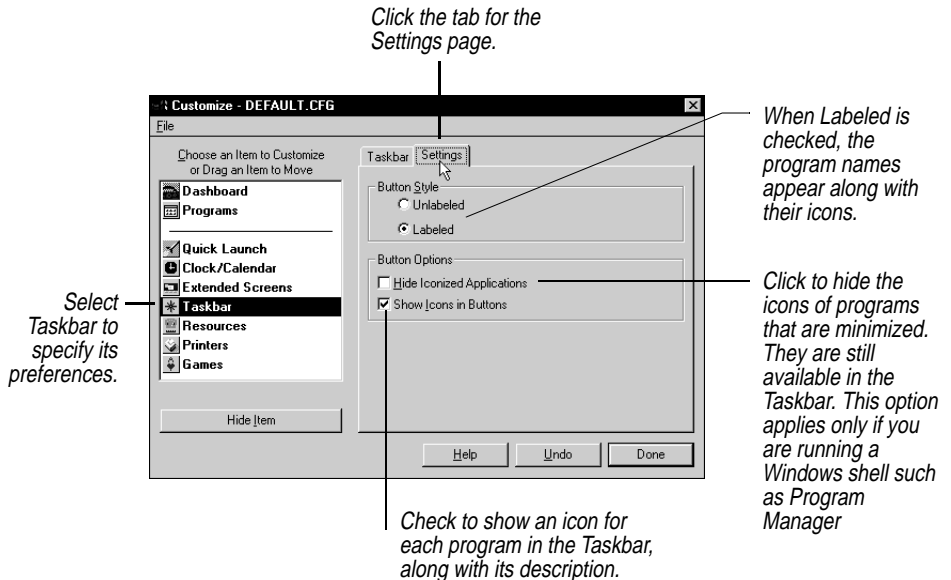 Click the tab for the
Settings page.
Customize - DEFAULT.CFG
File
Choose an Item to Customize
or Drag an Item to Move
Dashboard
Programs
Quick Launch
Clock/Calendar
Extended Screens
Taskbar
Resources
Printers
Games
Hide Item
Taskbar
Settings
Button Style
Unlabeled
Labeled
Button Options
Hide Iconized Applications
Show Icons in Buttons
Help
Undo
Done
Select
Taskbar to
specify its
preferences.
When Labeled is
checked, the
program names
appear along with
their icons.
Click to hide the
icons of programs
that are minimized.
They are still
available in the
Taskbar. This option
applies only if you
are running a
Windows shell such
as Program
Manager
Check to show an icon for
each program in the Taskbar,
along with its description.